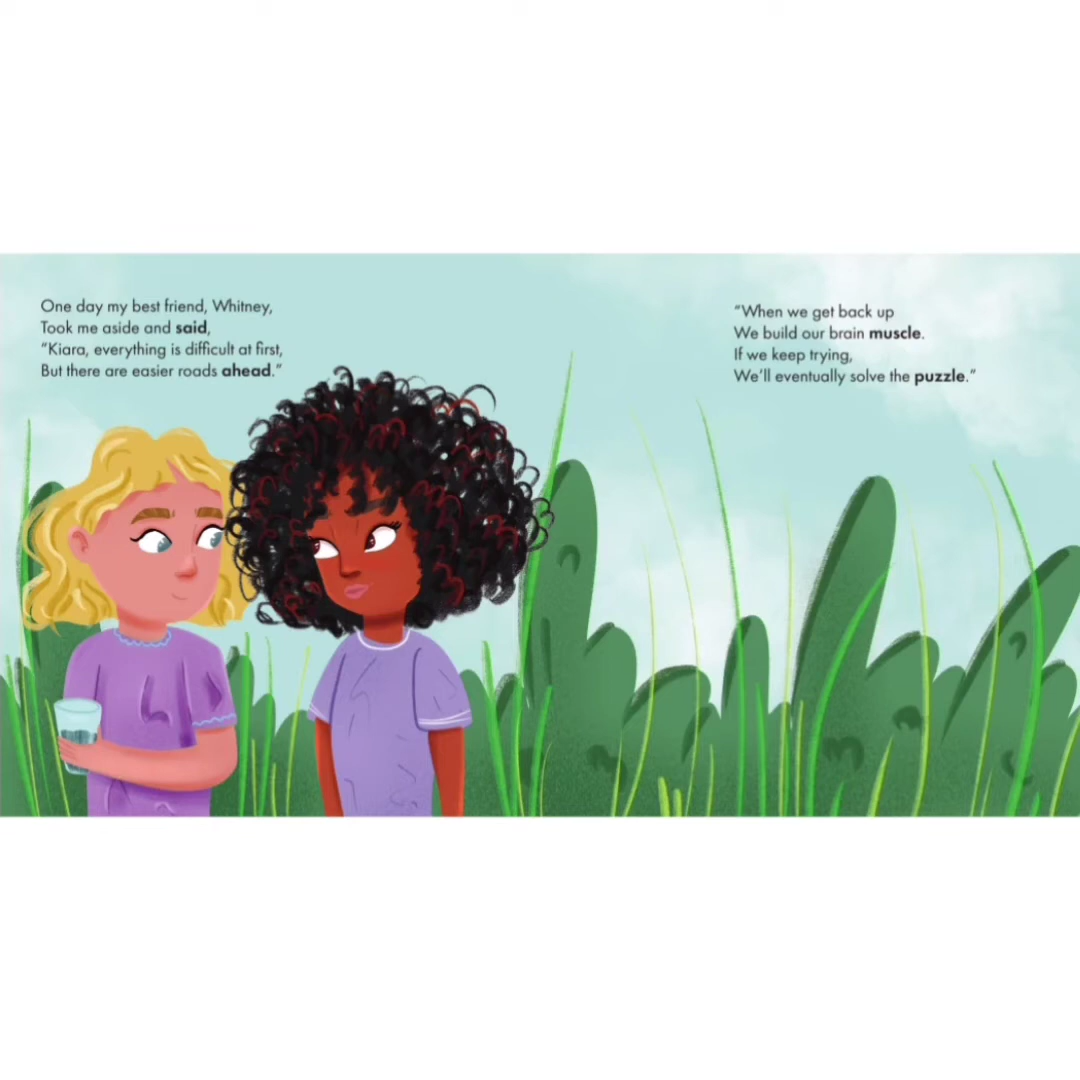 One day my best friend, Whitney,
Took me aside and said,
“Kiara, everything is difficult at first,
But there are easier roads ahead.”
“When we get back up
We build our brain muscle.
If we keep trying,
We’ll eventually solve the puzzle.”